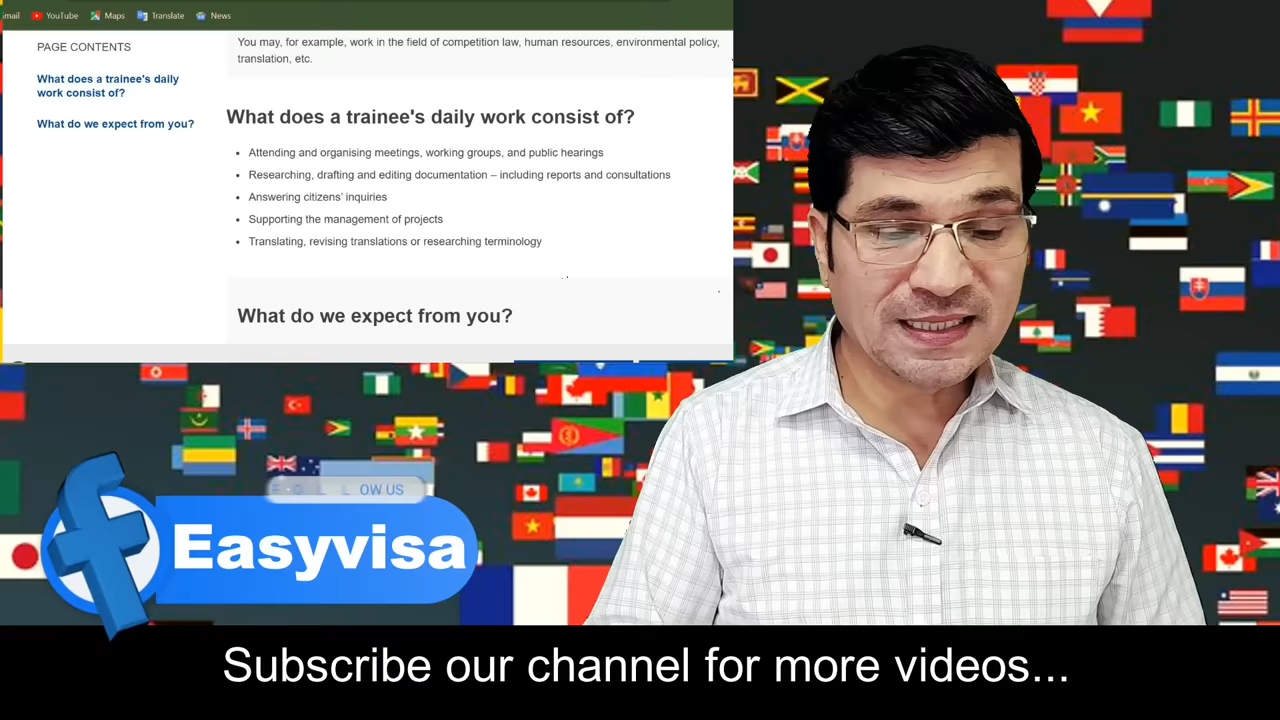 YouTube
Maps
Translate
News
PAGE CONTENTS
What does a trainee's daily
work consist of?
What do we expect from you?
You may, for example, work in the field of competition law, human resources, environmental policy,
translation, etc.
What does a trainee's daily work consist of?
• Attending and organising meetings, working groups, and public hearings
• Researching, drafting and editing documentation – including reports and consultations
• Answering citizens' inquiries
• Supporting the management of projects
• Translating, revising translations or researching terminology
What do we expect from you?
F O L L OW US
Easyvisa
Subscribe our channel for more videos...